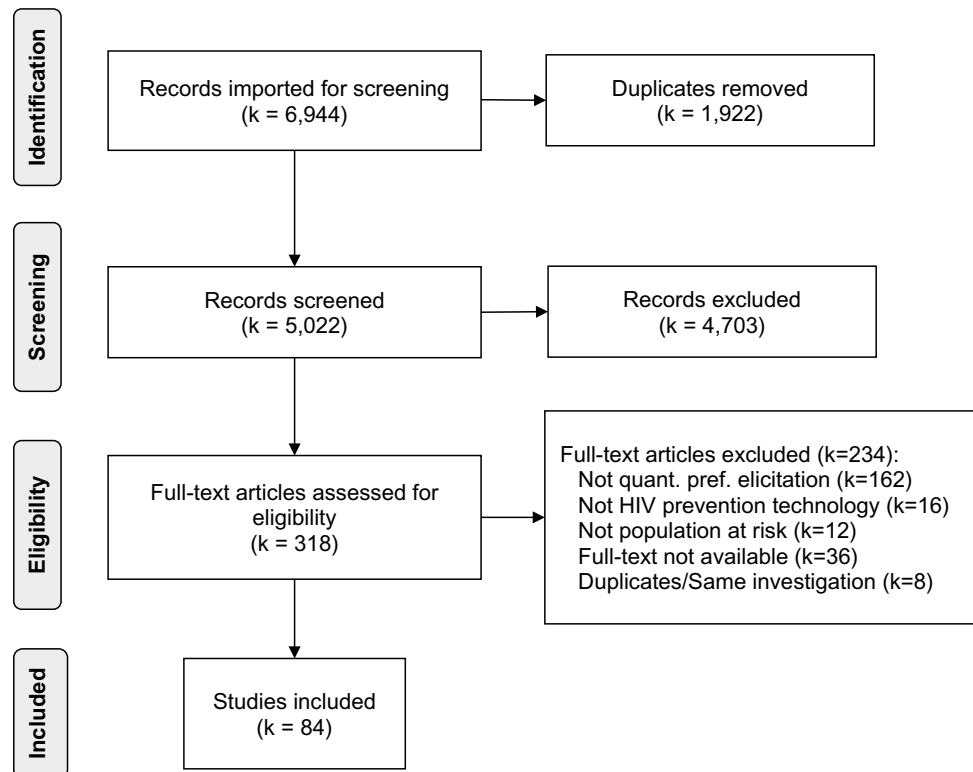 Identification
Records imported for screening
(k = 6,944)
Duplicates removed
(k = 1,922)
Screening
Records screened
(k = 5,022)
Records excluded
(k = 4,703)
Eligibility
Full-text articles assessed for
eligibility
(k = 318)
Full-text articles excluded (k=234):
Not quant. pref. elicitation (k=162)
Not HIV prevention technology (k=16)
Not population at risk (k=12)
Full-text not available (k=36)
Duplicates/Same investigation (k=8)
Included
Studies included
(k = 84)